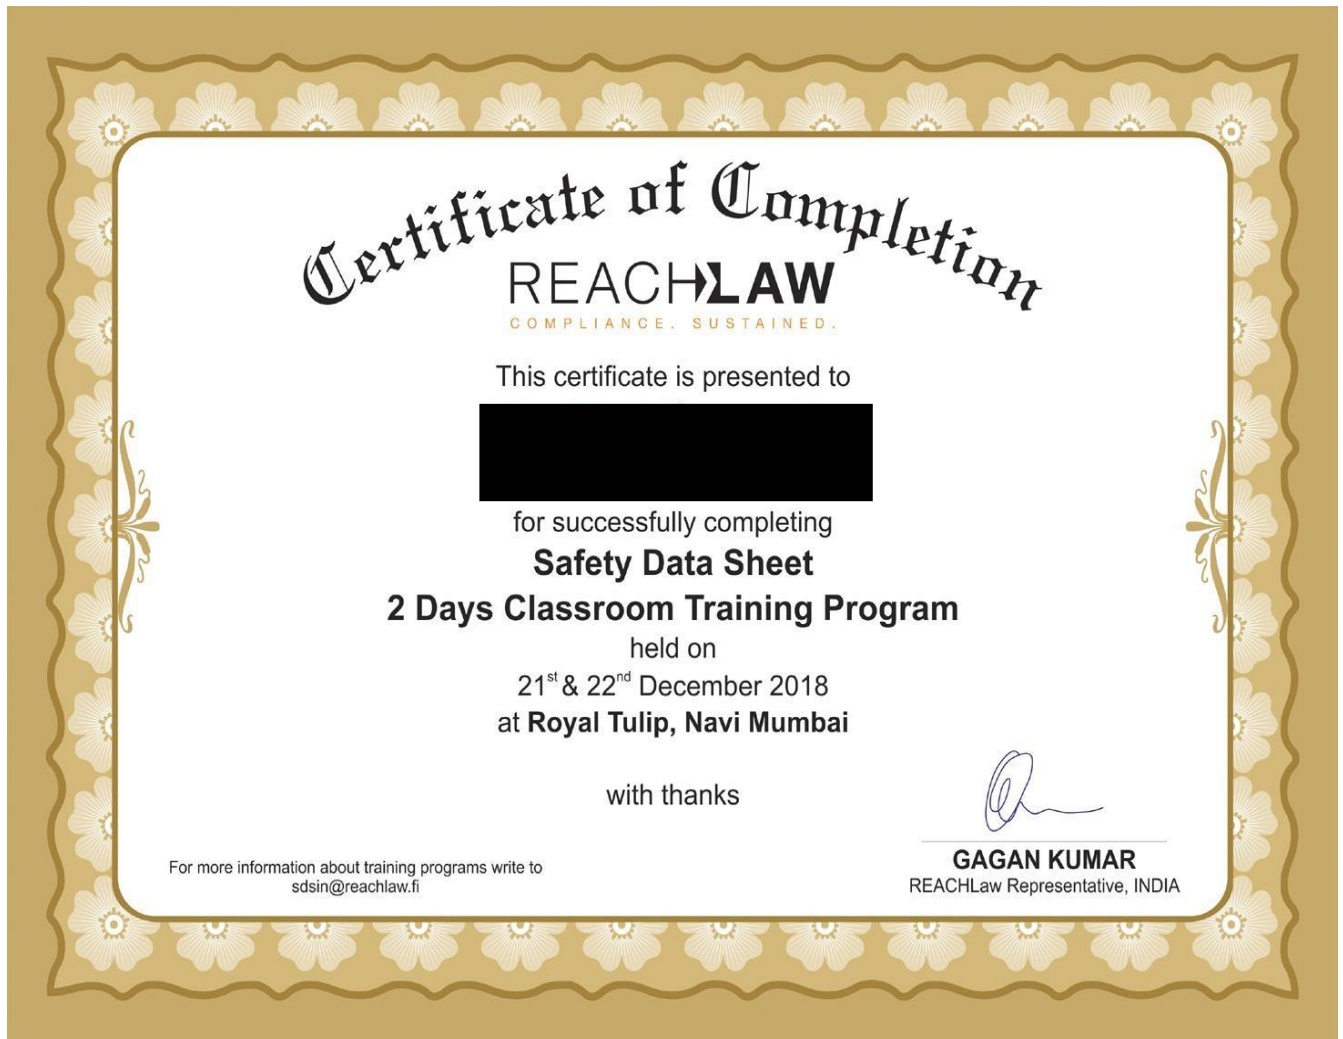 Certificate of Completion
REACHLAW
COMPLIANCE. SUSTAINED.
This certificate is presented to
for successfully completing
Safety Data Sheet
2 Days Classroom Training Program
held on
21st & 22nd December 2018
at Royal Tulip, Navi Mumbai
with thanks
For more information about training programs write to
sdsin@reachlaw.fi
GAGAN KUMAR
REACHLaw Representative, INDIA